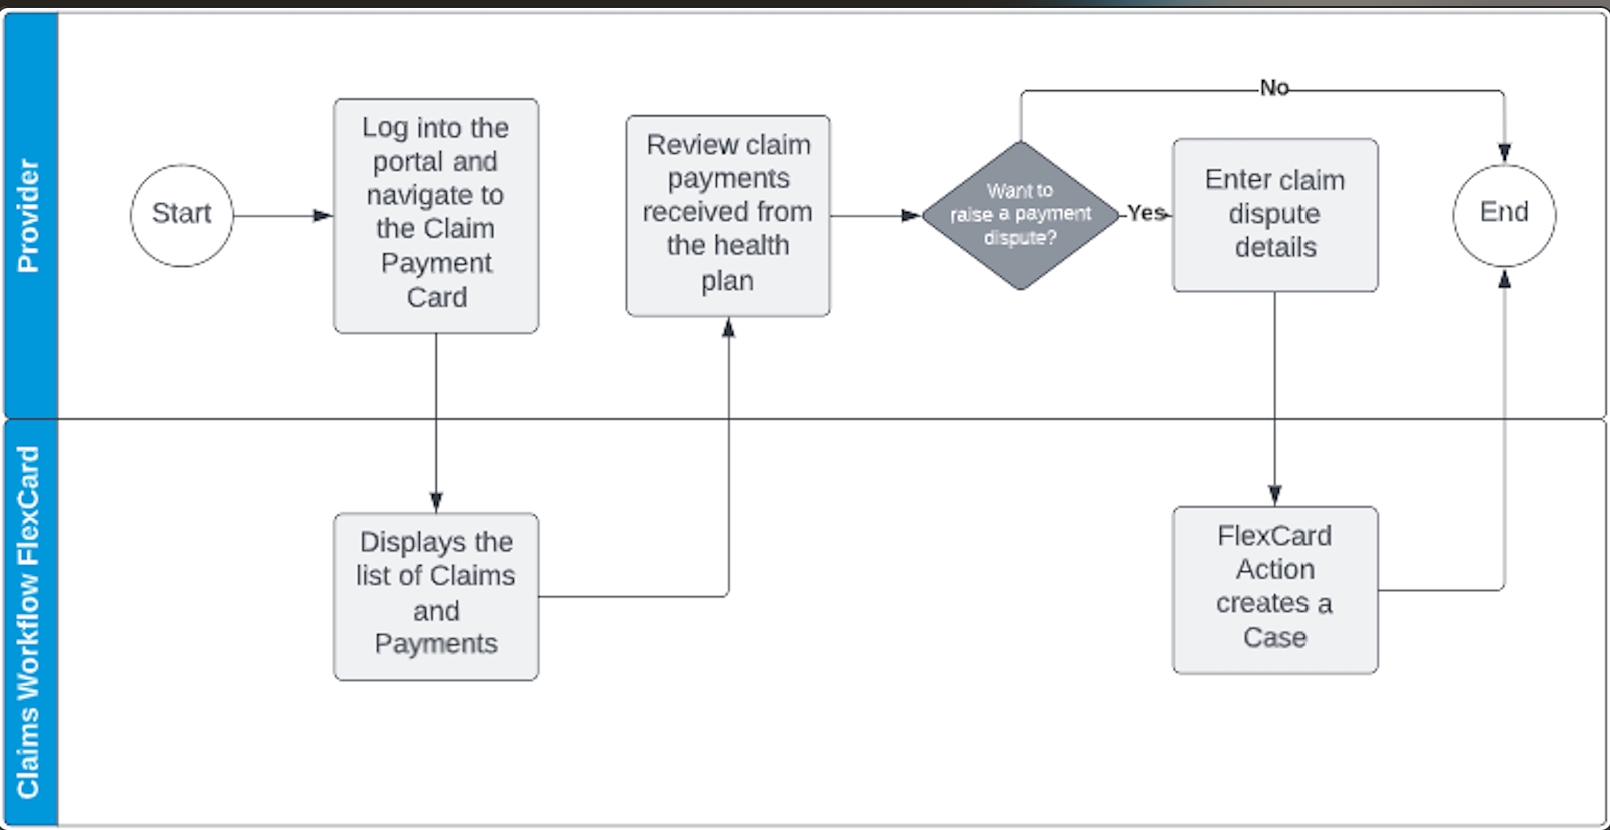 Provider
Start
Log into the
portal and
navigate to
the Claim
Payment
Card
Review claim
payments
received from
the health
plan
Want to
raise a payment
dispute?
No
Yes
Enter claim
dispute
details
End
Claims Workflow FlexCard
Displays the
list of Claims
and
Payments
FlexCard
Action
creates a
Case